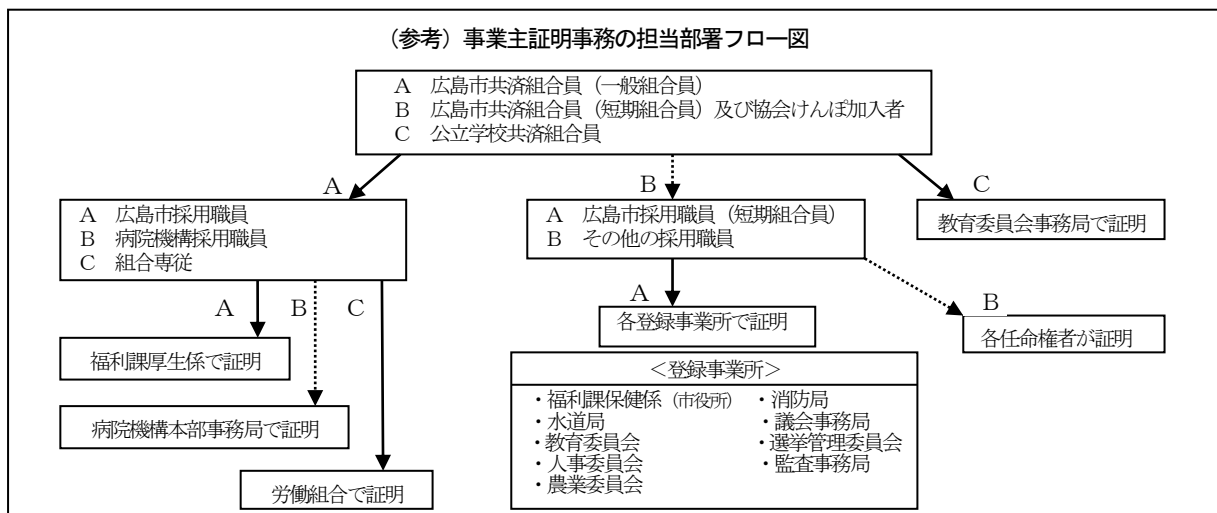 （参考）事業主証明事務の担当部署フロー図
A　広島市共済組合員（一般組合員）
B　広島市共済組合員（短期組合員）及び協会けんぽ加入者
C　公立学校共済組合員
A
B
C
A　広島市採用職員
B　病院機構採用職員
C　組合専従
A　広島市採用職員（短期組合員）
B　その他の採用職員
教育委員会事務局で証明
A
B
C
A
B
各登録事業所で証明
各任命権者が証明
福利課厚生係で証明
病院機構本部事務局で証明
労働組合で証明
＜登録事業所＞
・福利課保健係（市役所）
・水道局
・教育委員会
・人事委員会
・農業委員会
・消防局
・議会事務局
・選挙管理委員会
・監査事務局